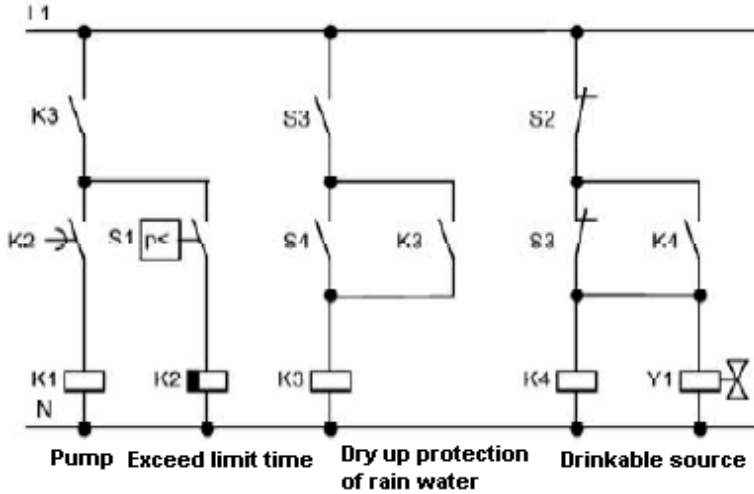 K3 S3 S2
K2 S1 p< S4 K3 S3 K4
K1 K2 K3 K4 Y1
N
Pump Exceed limit time Dry up protection Drinkable source
of rain water